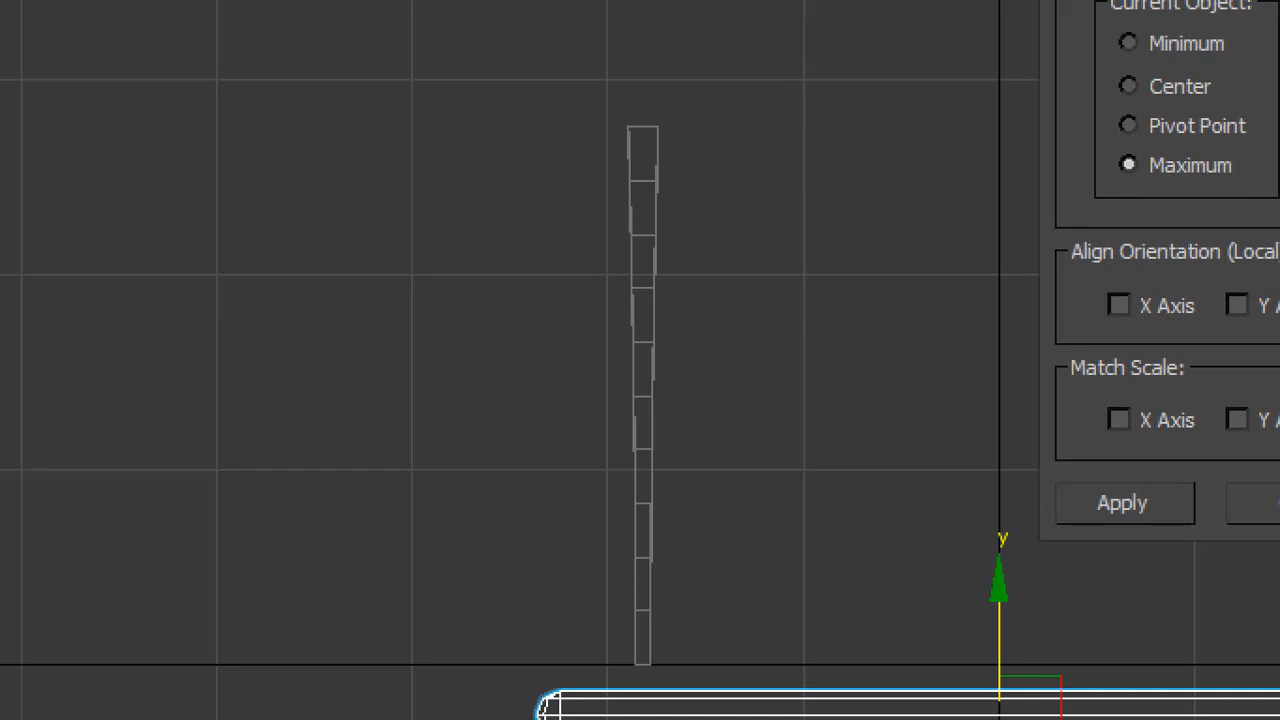 Current Object:
Minimum
Center
Pivot Point
Maximum
Align Orientation (Local
X Axis
Y A
Match Scale:
X Axis
Y A
Apply
y